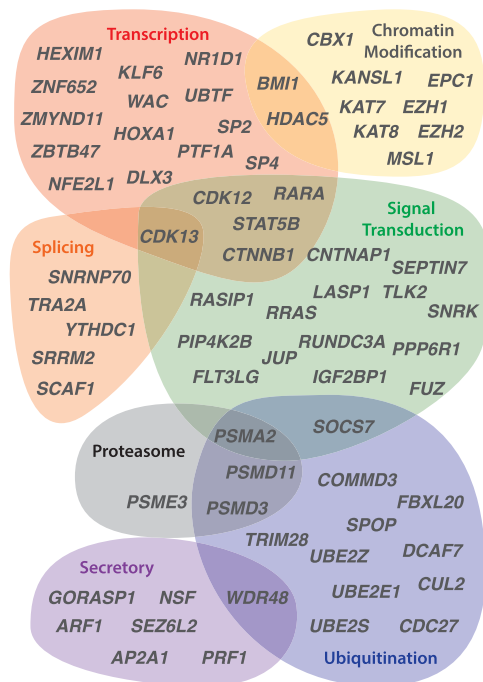 Transcription
HEXIM1
NR1D1
KLF6
ZNF652
WAC
UBTF
ZMYND11
HOXA1
SP2
ZBTB47
PTF1A
SP4
NFE2L1
DLX3
BMI1
HDAC5
CBX1
Chromatin
Modification
KANSL1
EPC1
KAT7
EZH1
KAT8
EZH2
MSL1
CDK12
RARA
STAT5B
CDK13
CTNNB1
Signal
Transduction
CNTNAP1
SEPTIN7
RASIP1
LASP1
TLK2
RRAS
SNRK
PIP4K2B
RUNDC3A
PPP6R1
JUP
FLT3LG
IGF2BP1
FUZ
Splicing
SNRNP70
TRA2A
YTHDC1
SRRM2
SCAF1
Proteasome
PSMA2
SOCS7
PSMD11
PSME3
PSMD3
COMMD3
FBXL20
SPOP
TRIM28
UBE2Z
DCAF7
UBE2E1
CUL2
UBE2S
CDC27
Ubiquitination
Secretory
GORASP1
NSF
WDR48
ARF1
SEZ6L2
AP2A1
PRF1